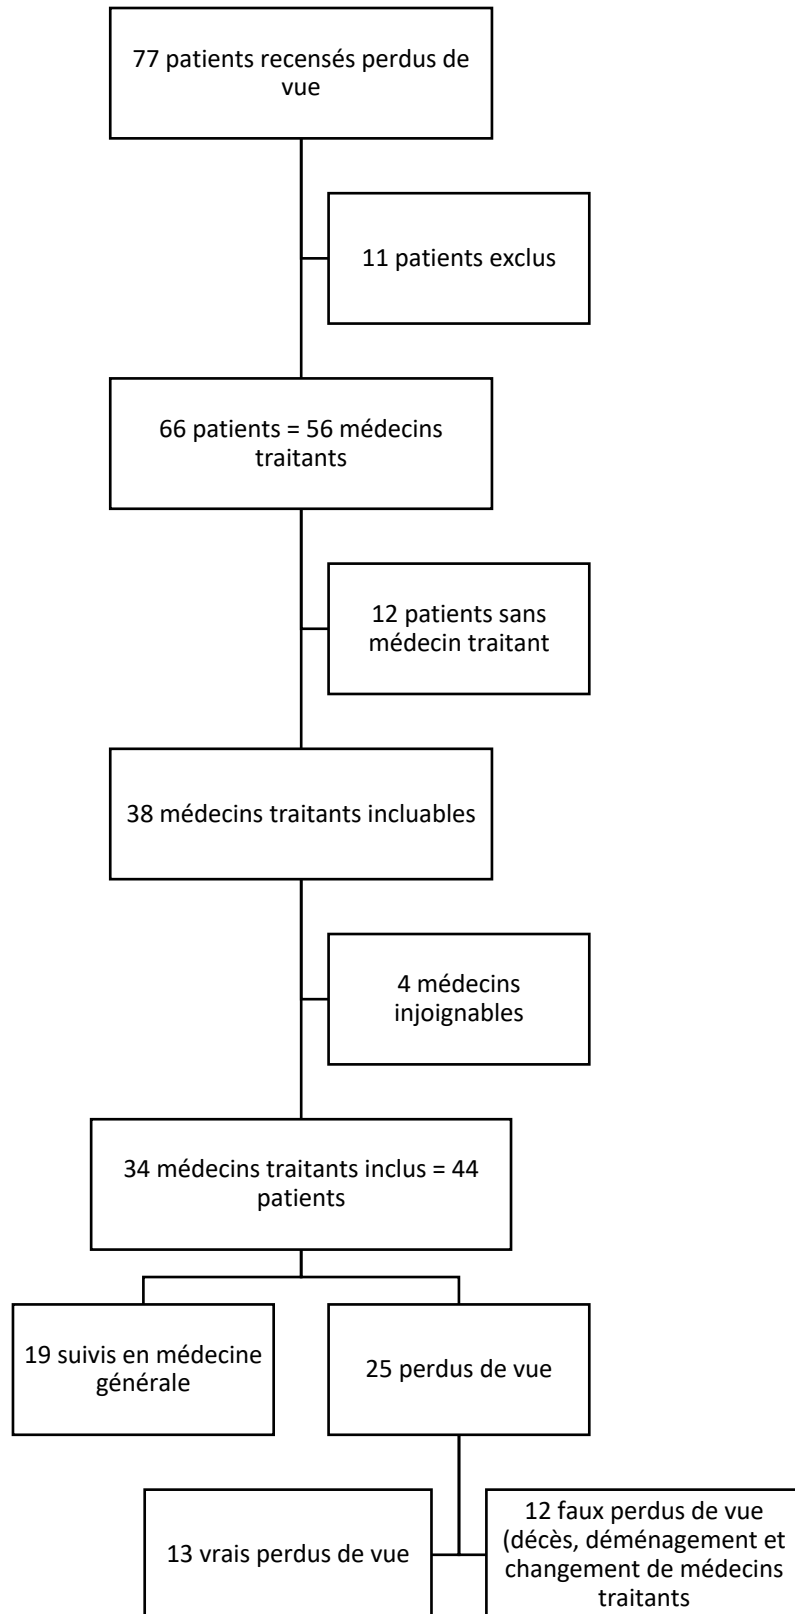 77 patients recensés perdus de
vue
11 patients exclus
66 patients = 56 médecins
traitants
12 patients sans
médecin traitant
38 médecins traitants incluables
4 médecins
injoignables
34 médecins traitants inclus = 44
patients
19 suivis en médecine
générale
25 perdus de vue
13 vrais perdus de vue
12 faux perdus de vue
(décès, déménagement et
changement de médecins
traitants